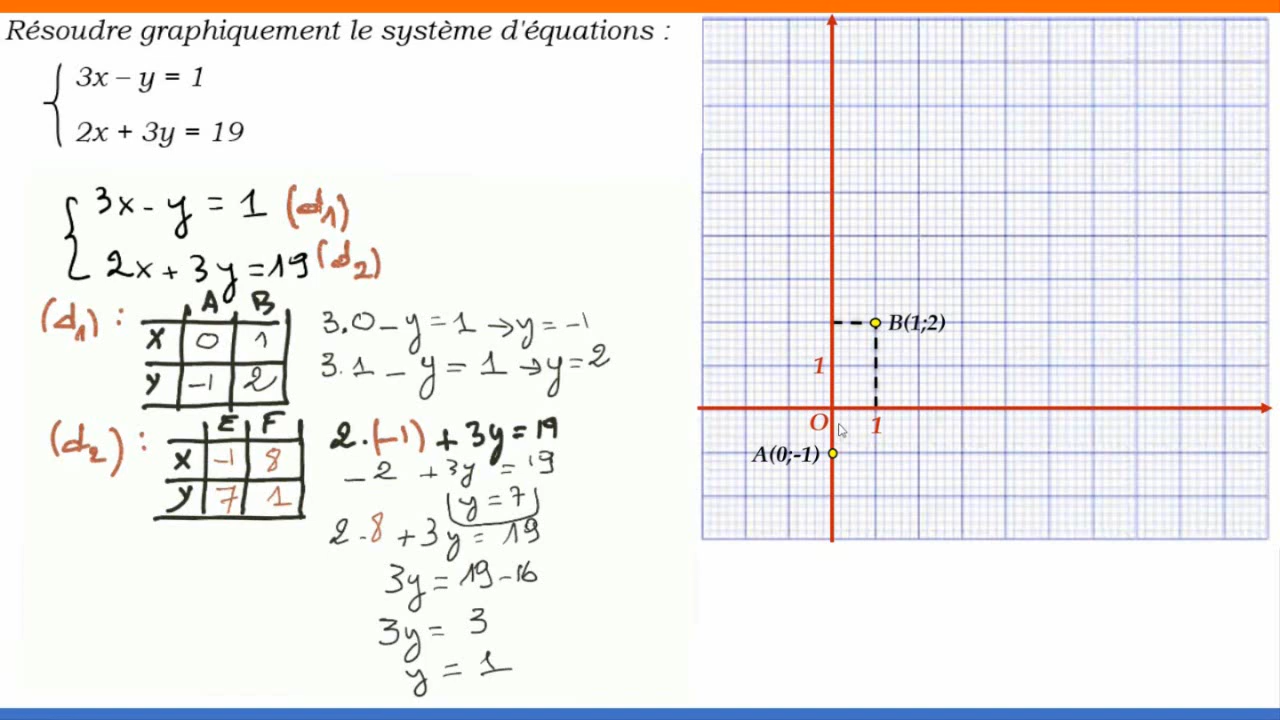 Résoudre graphiquement le système d'équations :
3x – y = 1
2x + 3y = 19
3x - y = 1 (d1)
2x + 3y = 19 (d2)
(d1) :
A B
x 0 1
y -1 2
3.0 - y = 1 → y = -1
3.1 - y = 1 → y = 2
(d2) :
E F
x -1 8
y 7 1
2.(-1) + 3y = 19
-2 + 3y = 19
y = 7
2.8 + 3y = 19
3y = 19 - 16
3y = 3
y = 1
B(1;2)
1
O 1
A(0;-1)